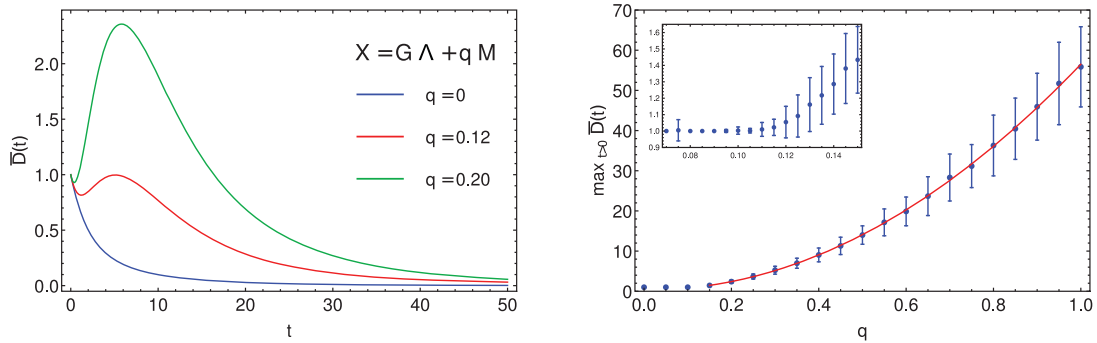 X = G Λ + q M
q = 0
q = 0.12
q = 0.20
D̅(t)
2.0
1.5
1.0
0.5
0.0
0 10 20 30 40 50
t
max t>0 D̅(t)
70
60
50
40
30
20
10
0
1.6
1.5
1.4
1.3
1.2
1.1
1.0
0.9
0.08 0.10 0.12 0.14
0.0 0.2 0.4 0.6 0.8 1.0
q